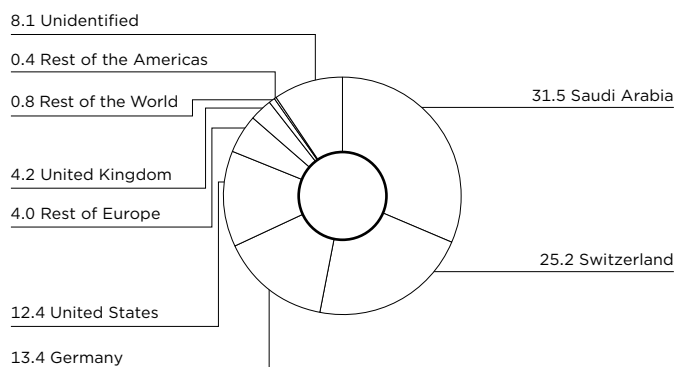 8.1 Unidentified
0.4 Rest of the Americas
0.8 Rest of the World
4.2 United Kingdom
4.0 Rest of Europe
12.4 United States
13.4 Germany
31.5 Saudi Arabia
25.2 Switzerland